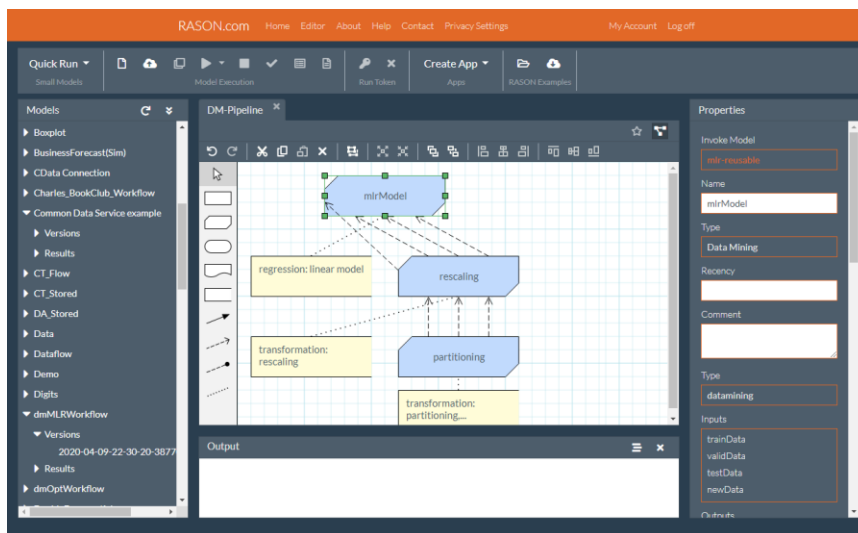 RASON.com Home Editor About Help Contact Privacy Settings My Account Log off
Quick Run Create App
Small Models Model Execution Run Token Apps RASON Examples
Models
Boxplot
BusinessForecast(Sim)
CData Connection
Charles_BookClub_Workflow
Common Data Service example
Versions
Results
CT_Flow
CT_Stored
DA_Stored
Data
Dataflow
Demo
Digits
dmMLRWorkflow
Versions
2020-04-09-22-30-20-3877
Results
dmOptWorkflow
DM-Pipeline
mlrModel
regression: linear model
rescaling
transformation:
rescaling
partitioning
transformation:
partitioning,...
Output
Properties
Invoke Model
mlr-reusable
Name
mlrModel
Type
Data Mining
Recency
Comment
Type
datamining
Inputs
trainData
validData
testData
newData
Outputs